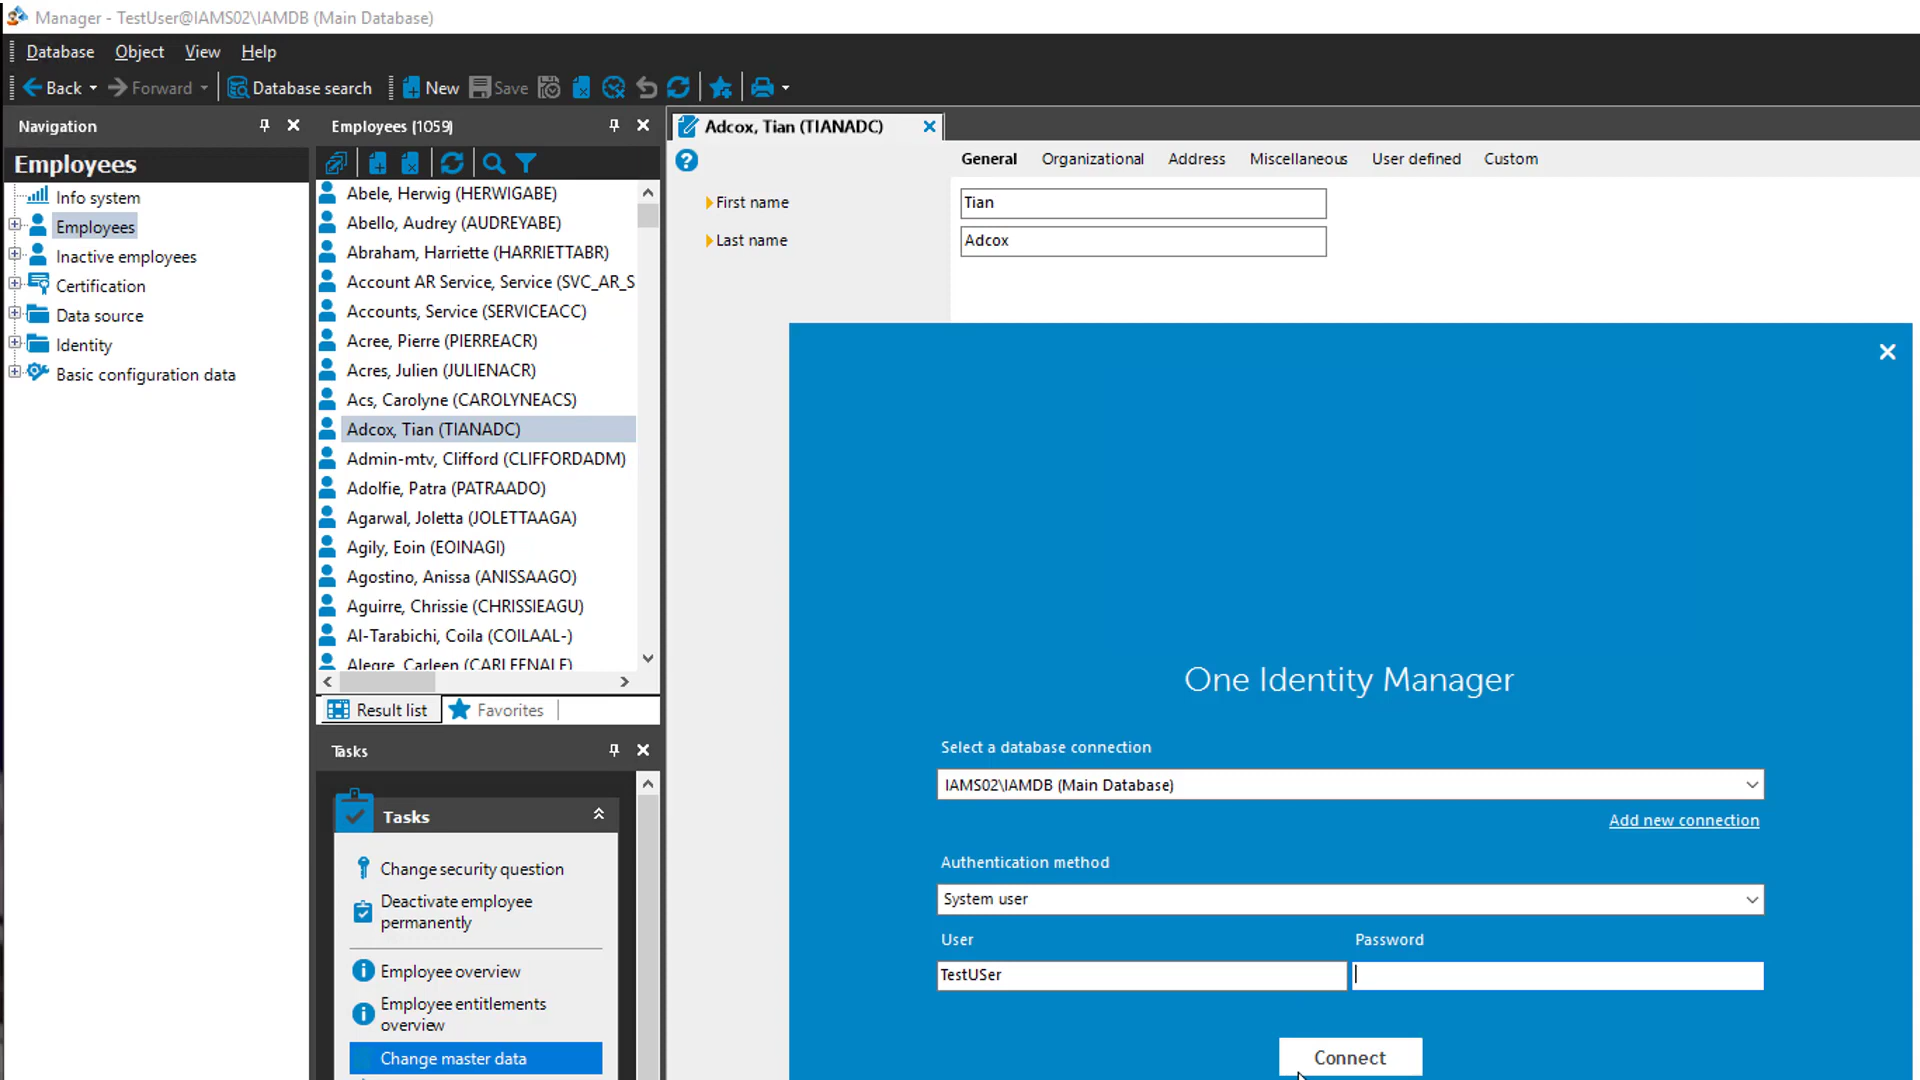 Manager - TestUser@IAMS02\IAMDB (Main Database)
Database Object View Help
Back Forward Database search New Save
Navigation
Employees
Info system
Employees
Inactive employees
Certification
Data source
Identity
Basic configuration data
Employees (1059)
Abele, Herwig (HERWIGABE)
Abello, Audrey (AUDREYABE)
Abraham, Harriette (HARRIETTABR)
Account AR Service, Service (SVC_AR_S
Accounts, Service (SERVICEACC)
Acree, Pierre (PIERREACR)
Acres, Julien (JULIENACR)
Acs, Carolyne (CAROLYNEACS)
Adcox, Tian (TIANADC)
Admin-mtv, Clifford (CLIFFORDADM)
Adolfie, Patra (PATRAADO)
Agarwal, Joletta (JOLETTAAGA)
Agily, Eoin (EOINAGI)
Agostino, Anissa (ANISSAAGO)
Aguirre, Chrissie (CHRISSIEAGU)
Al-Tarabichi, Coila (COILAAL-)
Alegre, Carleen (CARLEENALE)
Result list Favorites
Tasks
Tasks
Change security question
Deactivate employee
permanently
Employee overview
Employee entitlements
overview
Change master data
Adcox, Tian (TIANADC)
General Organizational Address Miscellaneous User defined Custom
First name Tian
Last name Adcox
One Identity Manager
Select a database connection
IAMS02\IAMDB (Main Database)
Add new connection
Authentication method
System user
User Password
TestUSer
Connect